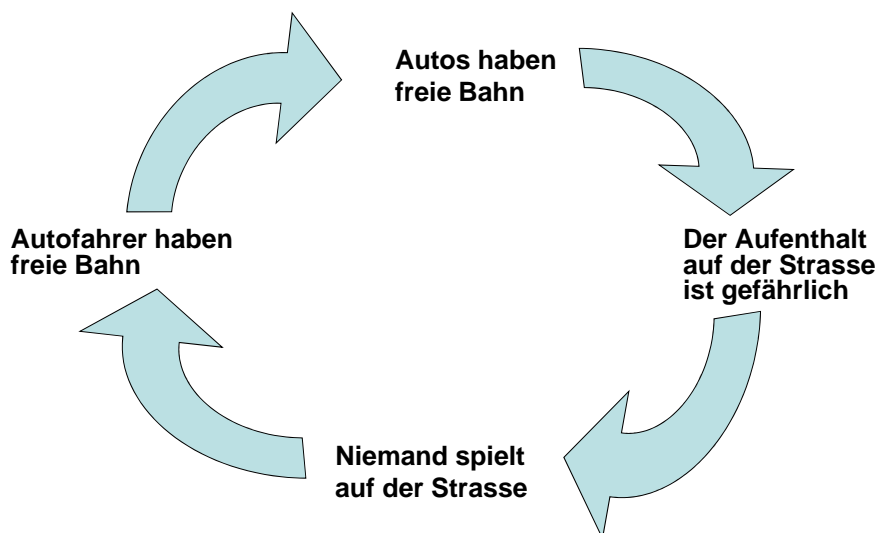 Autos haben
freie Bahn
Der Aufenthalt
auf der Strasse
ist gefährlich
Niemand spielt
auf der Strasse
Autofahrer haben
freie Bahn